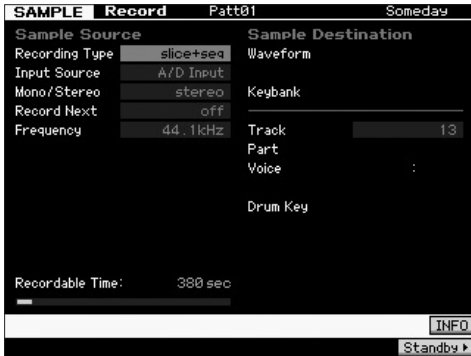 SAMPLE Record Patt01 Someday
Sample Source
Recording Type slice+seq
Input Source A/D Input
Mono/Stereo stereo
Record Next off
Frequency 44.1kHz
Recordable Time: 380 sec
Sample Destination
Waveform
Keybank
Track 13
Part
Voice :
Drum Key
INFO
Standby